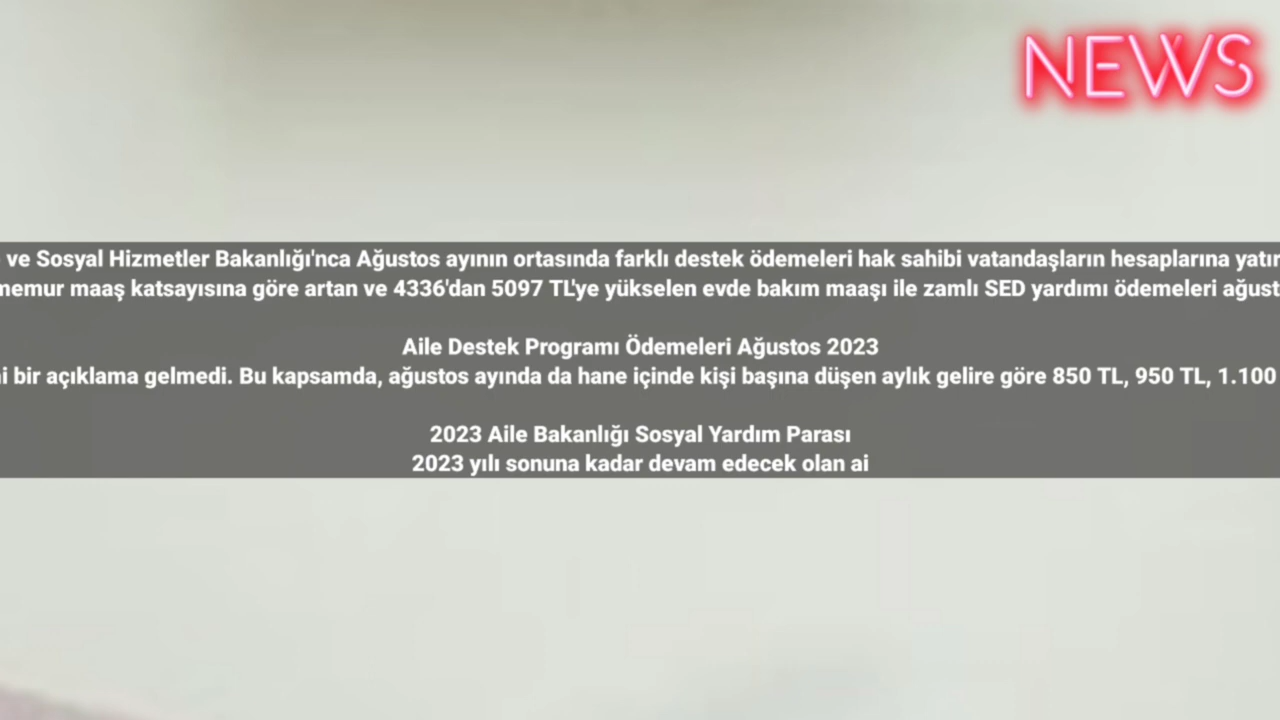 NEWS
ve Sosyal Hizmetler Bakanlığı'nca Ağustos ayının ortasında farklı destek ödemeleri hak sahibi vatandaşların hesaplarına yatır
memur maaş katsayısına göre artan ve 4336'dan 5097 TL'ye yükselen evde bakım maaşı ile zamlı SED yardımı ödemeleri ağust
Aile Destek Programı Ödemeleri Ağustos 2023
bir açıklama gelmedi. Bu kapsamda, ağustos ayında da hane içinde kişi başına düşen aylık gelire göre 850 TL, 950 TL, 1.100
2023 Aile Bakanlığı Sosyal Yardım Parası
2023 yılı sonuna kadar devam edecek olan ai